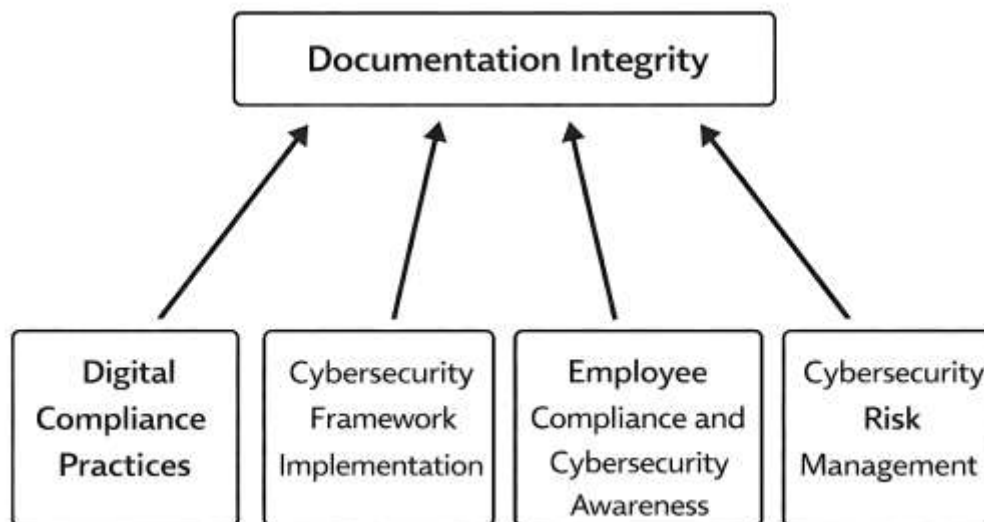 Documentation Integrity
Digital
Compliance
Practices
Cybersecurity
Framework
Implementation
Employee
Compliance and
Cybersecurity
Awareness
Cybersecurity
Risk
Management